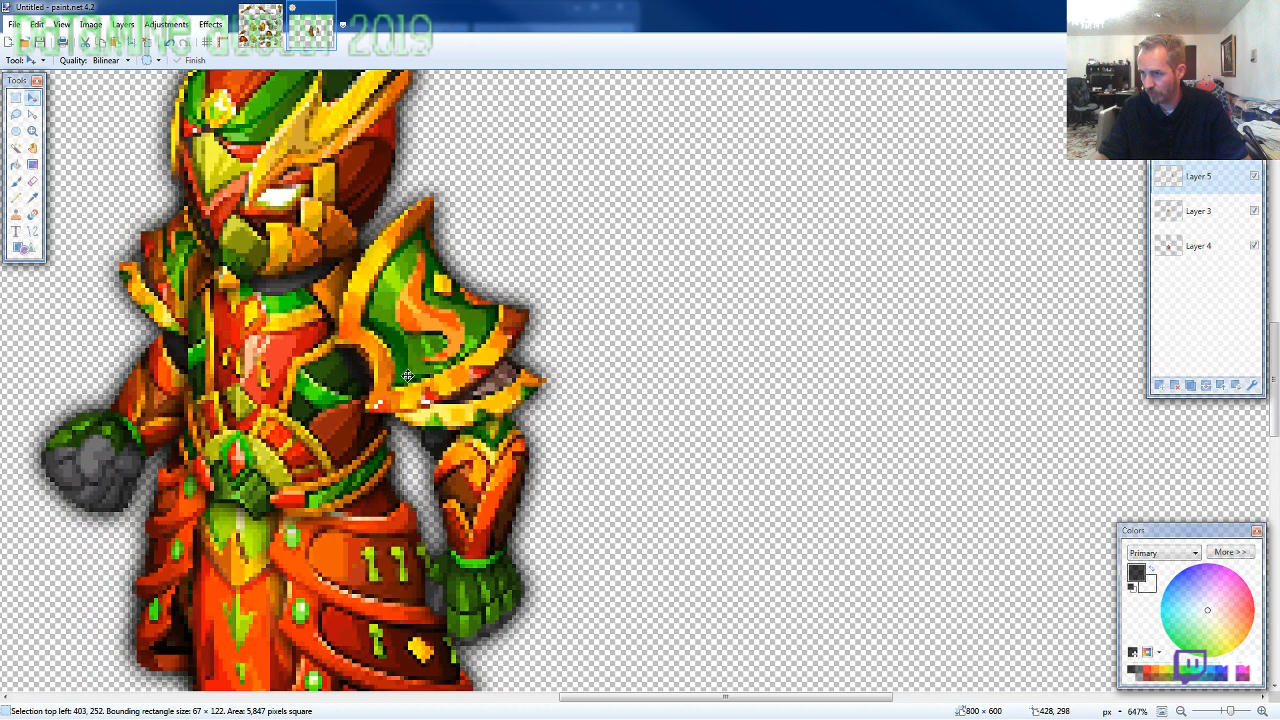 Untitled - paint.net 4.2
File Edit View Image Layers Adjustments Effects
2019
Tool: Quality: Bilinear Finish
Tools
Layer 5
Layer 3
Layer 4
Colors
Primary More >>
Selection top left: 403, 252. Bounding rectangle size: 67 × 122. Area: 5,847 pixels square 800 × 600 428, 298 px 647%